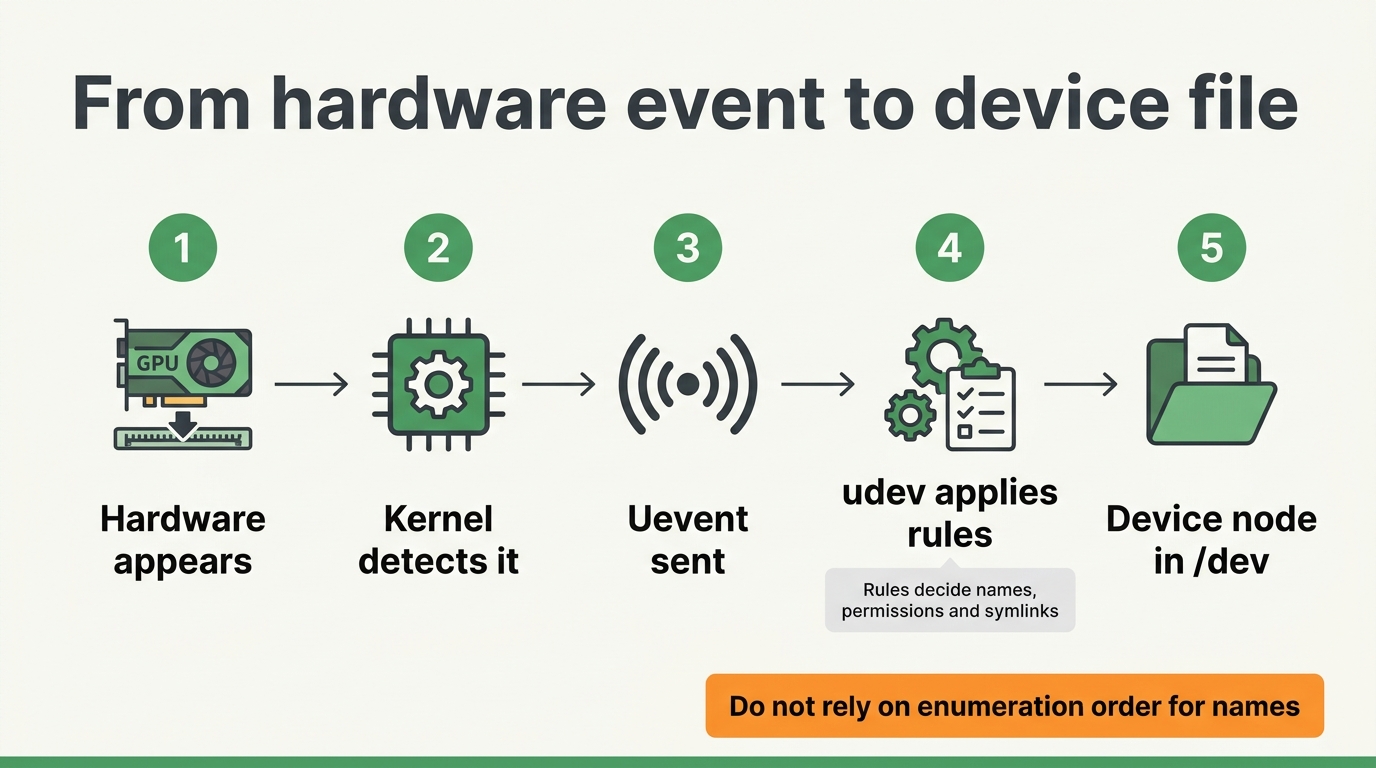 From hardware event to device file
1
2
3
4
5
GPU
Hardware
appears
Kernel
detects it
Uevent
sent
udev applies
rules
Rules decide names,
permissions and symlinks
Device node
in /dev
Do not rely on enumeration order for names